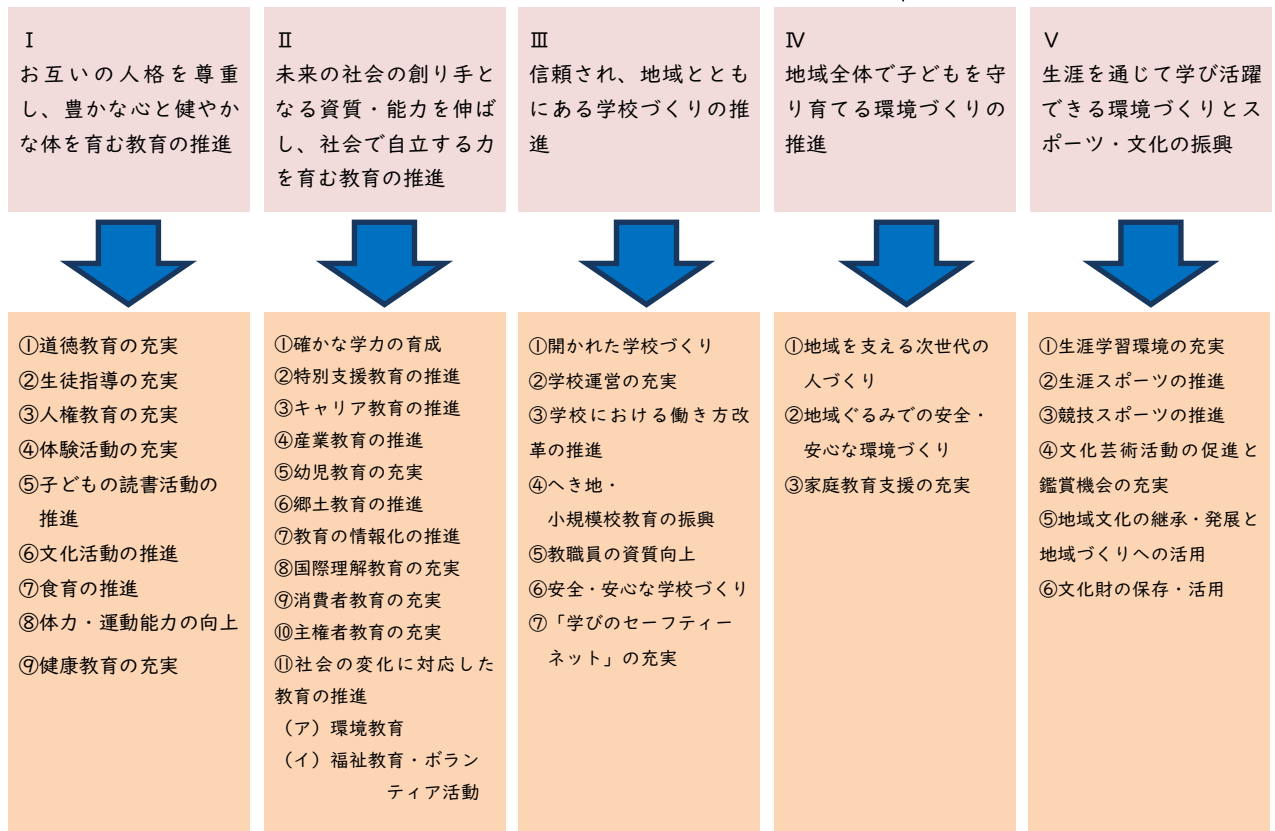 Ⅰ
お互いの人格を尊重
し、豊かな心と健やか
な体を育む教育の推進
Ⅱ
未来の社会の創り手と
なる資質・能力を伸ば
し、社会で自立する力
を育む教育の推進
Ⅲ
信頼され、地域ととも
にある学校づくりの推
進
Ⅳ
地域全体で子どもを守
り育てる環境づくりの
推進
Ⅴ
生涯を通じて学び活躍
できる環境づくりとス
ポーツ・文化の振興
①道徳教育の充実
②生徒指導の充実
③人権教育の充実
④体験活動の充実
⑤子どもの読書活動の
推進
⑥文化活動の推進
⑦食育の推進
⑧体力・運動能力の向上
⑨健康教育の充実
①確かな学力の育成
②特別支援教育の推進
③キャリア教育の推進
④産業教育の推進
⑤幼児教育の充実
⑥郷土教育の推進
⑦教育の情報化の推進
⑧国際理解教育の充実
⑨消費者教育の充実
⑩主権者教育の充実
⑪社会の変化に対応した
教育の推進
（ア）環境教育
（イ）福祉教育・ボラン
ティア活動
①開かれた学校づくり
②学校運営の充実
③学校における働き方改
革の推進
④へき地・
小規模校教育の振興
⑤教職員の資質向上
⑥安全・安心な学校づくり
⑦「学びのセーフティー
ネット」の充実
①地域を支える次世代の
人づくり
②地域ぐるみでの安全・
安心な環境づくり
③家庭教育支援の充実
①生涯学習環境の充実
②生涯スポーツの推進
③競技スポーツの推進
④文化芸術活動の促進と
鑑賞機会の充実
⑤地域文化の継承・発展と
地域づくりへの活用
⑥文化財の保存・活用